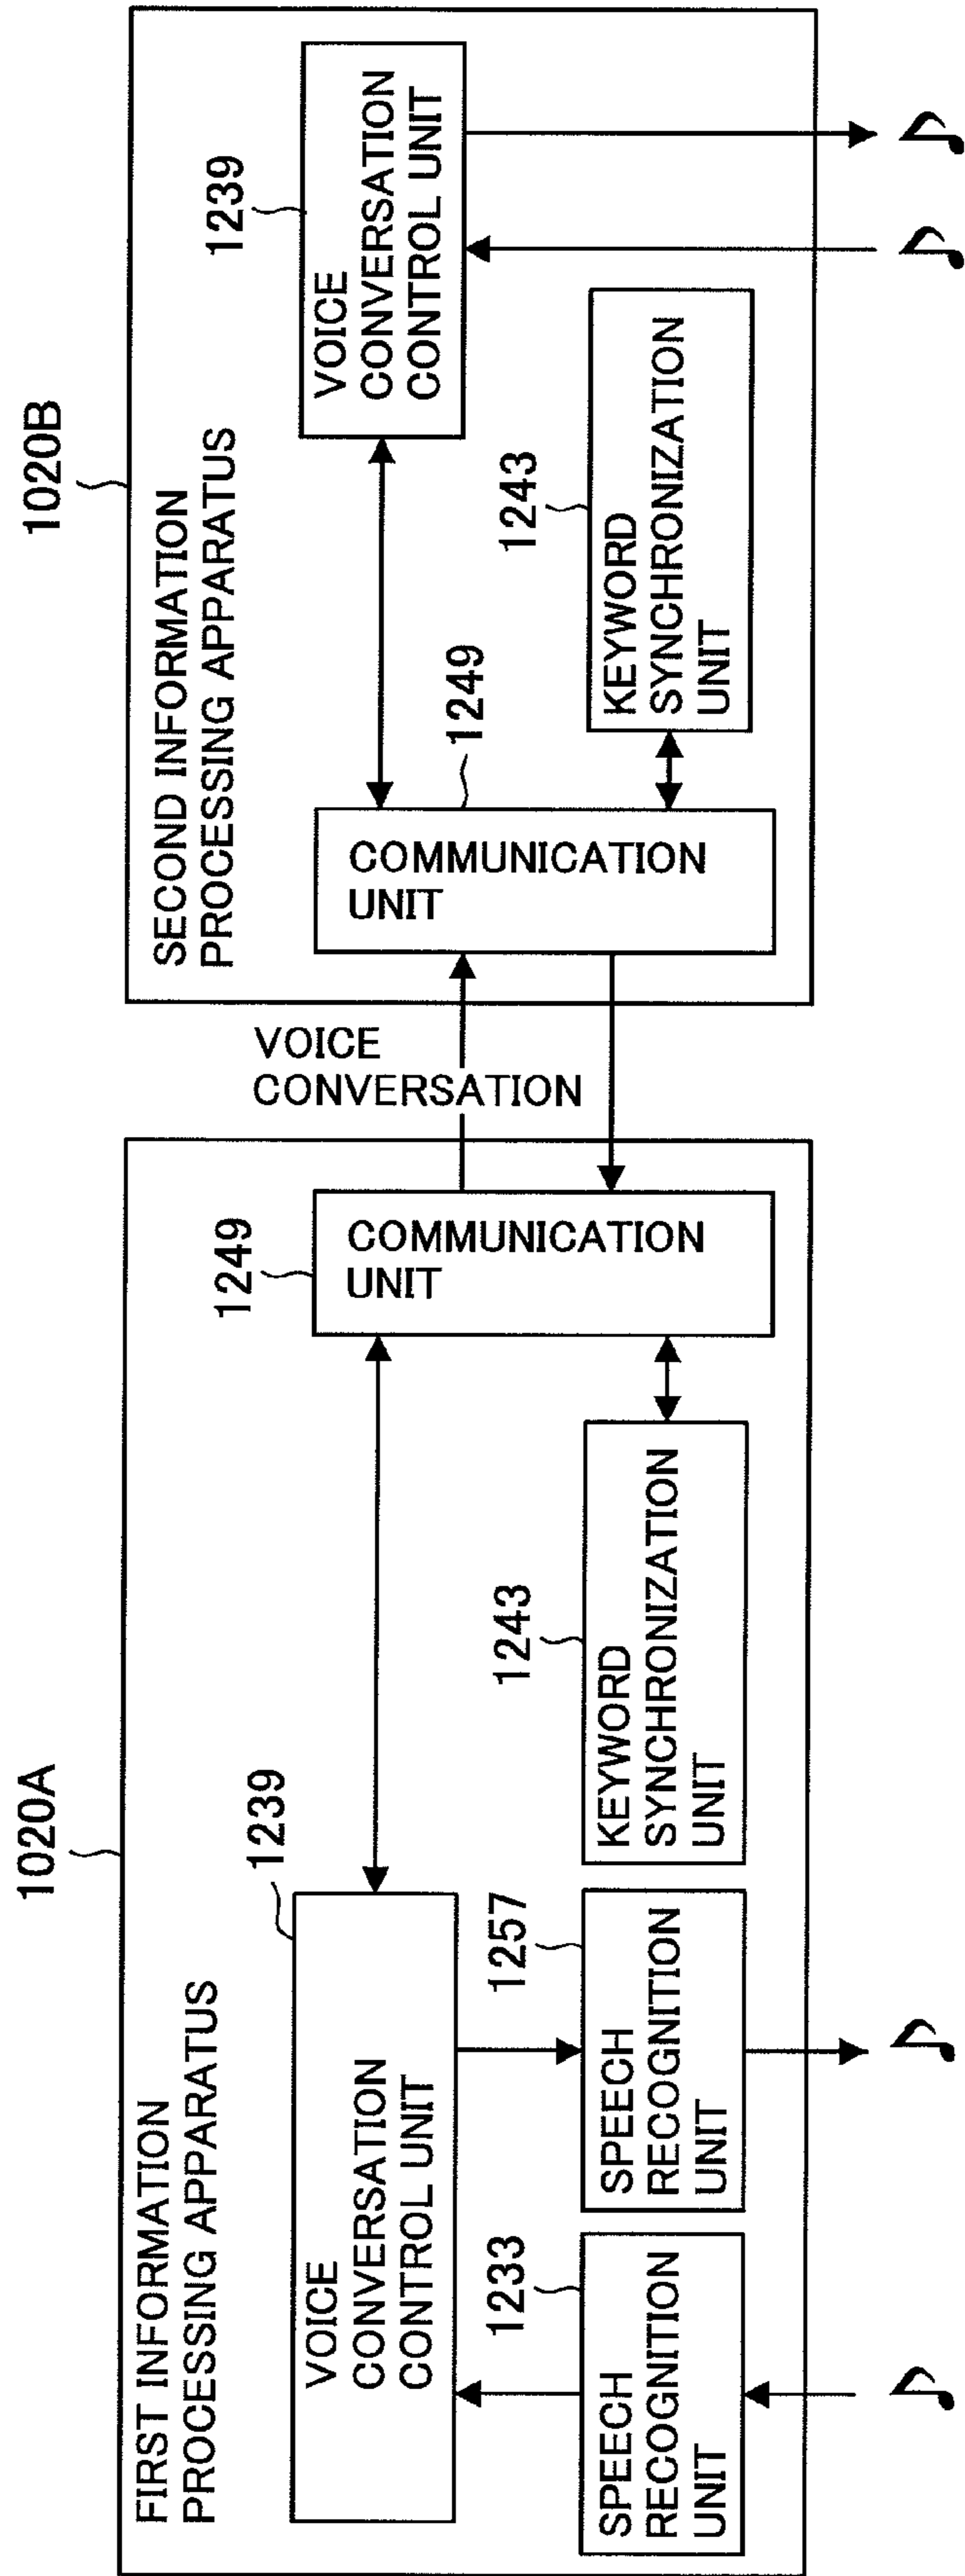 1020A
FIRST INFORMATION
PROCESSING APPARATUS
1239
VOICE
CONVERSATION
CONTROL UNIT
1233
SPEECH
RECOGNITION
UNIT
1257
SPEECH
RECOGNITION
UNIT
1243
KEYWORD
SYNCHRONIZATION
UNIT
1249
COMMUNICATION
UNIT
VOICE
CONVERSATION
1020B
SECOND INFORMATION
PROCESSING APPARATUS
1249
COMMUNICATION
UNIT
1239
VOICE
CONVERSATION
CONTROL UNIT
1243
KEYWORD
SYNCHRONIZATION
UNIT